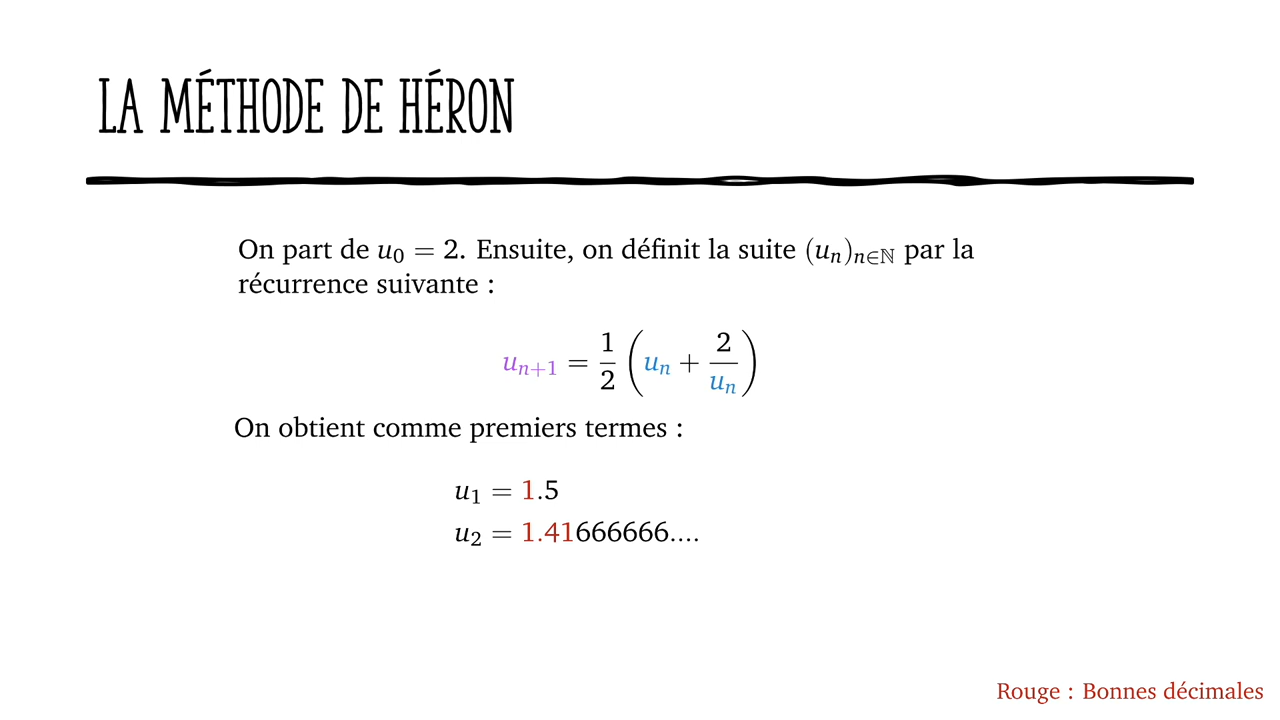 LA MÉTHODE DE HÉRON
On part de u₀ = 2. Ensuite, on définit la suite (uₙ)ₙ∈ℕ par la
récurrence suivante :
uₙ₊₁ = 1/2 (uₙ + 2/uₙ)
On obtient comme premiers termes :
u₁ = 1.5
u₂ = 1.41666666....
Rouge : Bonnes décimales